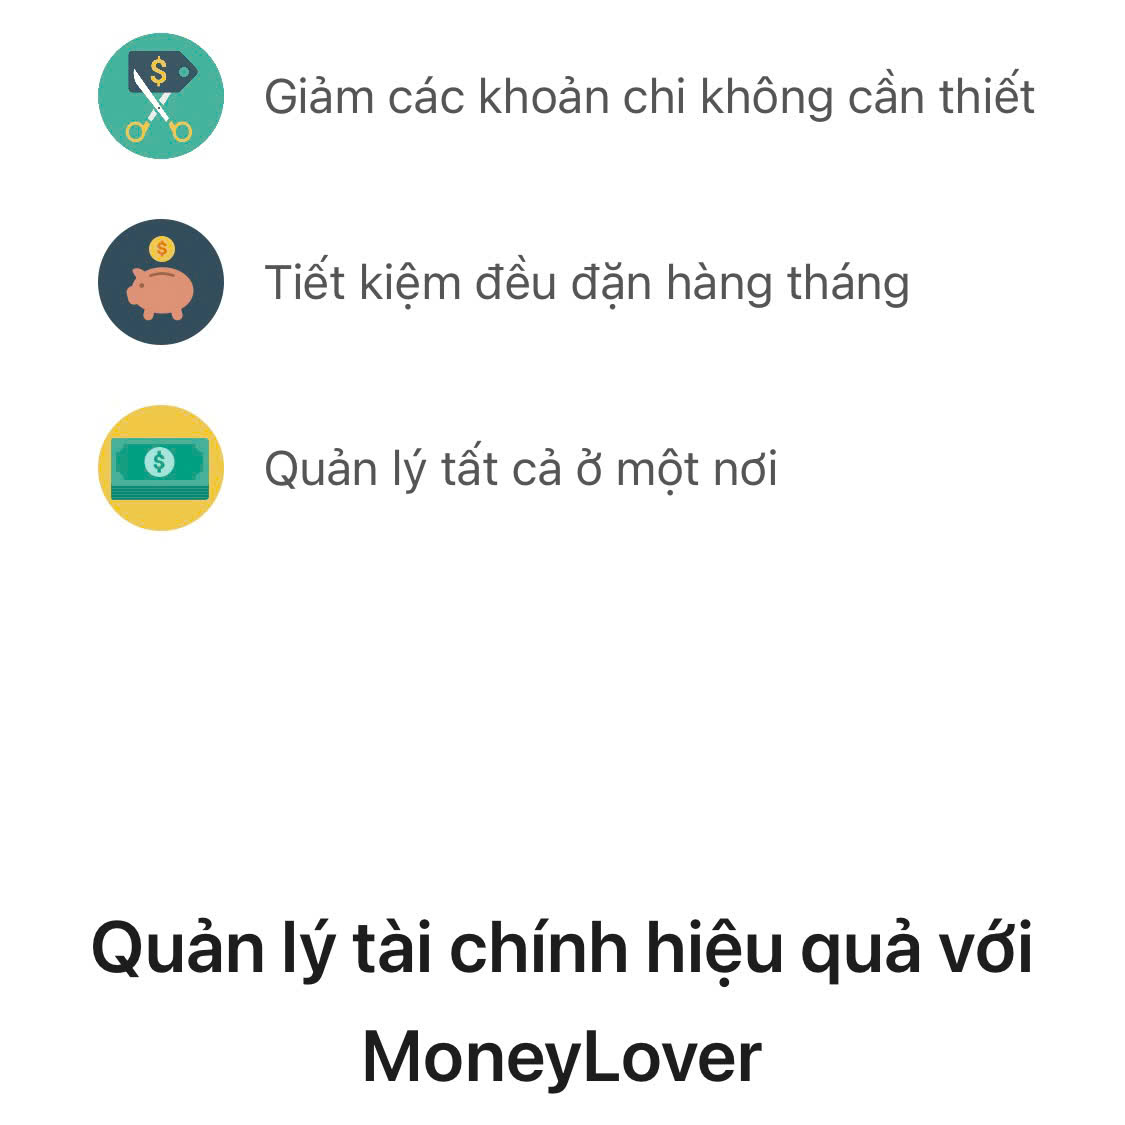 Giảm các khoản chi không cần thiết
Tiết kiệm đều đặn hàng tháng
Quản lý tất cả ở một nơi
Quản lý tài chính hiệu quả với
MoneyLover